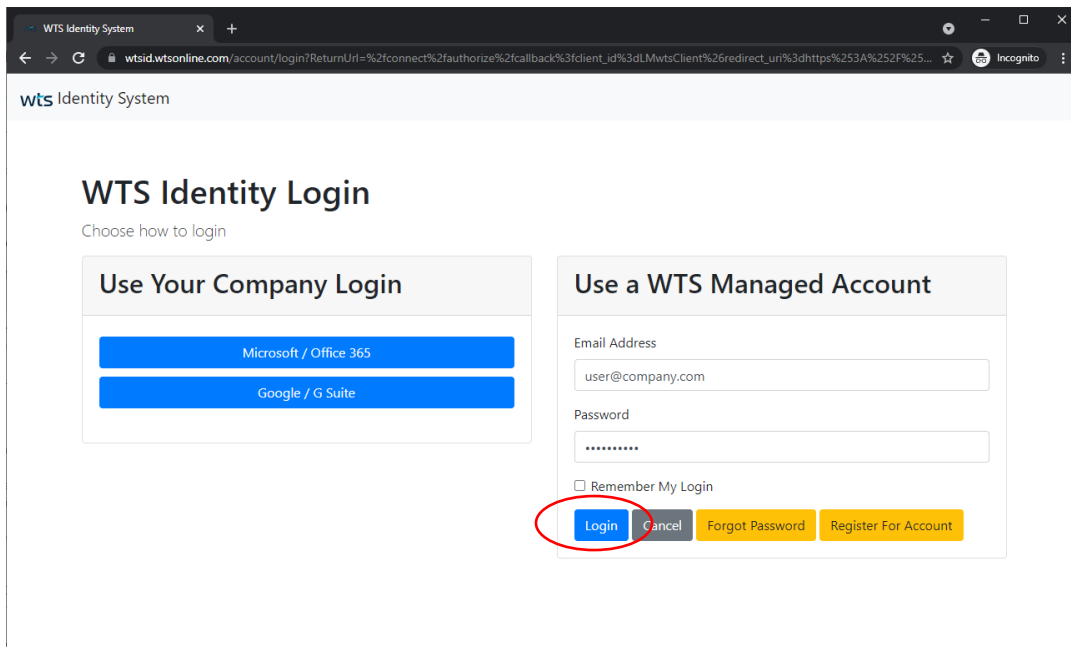 WTS Identity System
wtsid.wtsonline.com/account/login?ReturnUrl=%2fconnect%2fauthorize%2fcallback%3fclient_id%3dLMwtsClient%26redirect_uri%3dhttps%253A%252F%25...
Incognito
wts Identity System
WTS Identity Login
Choose how to login
Use Your Company Login
Microsoft / Office 365
Google / G Suite
Use a WTS Managed Account
Email Address
user@company.com
Password
••••••••••
Remember My Login
Login Cancel Forgot Password Register For Account